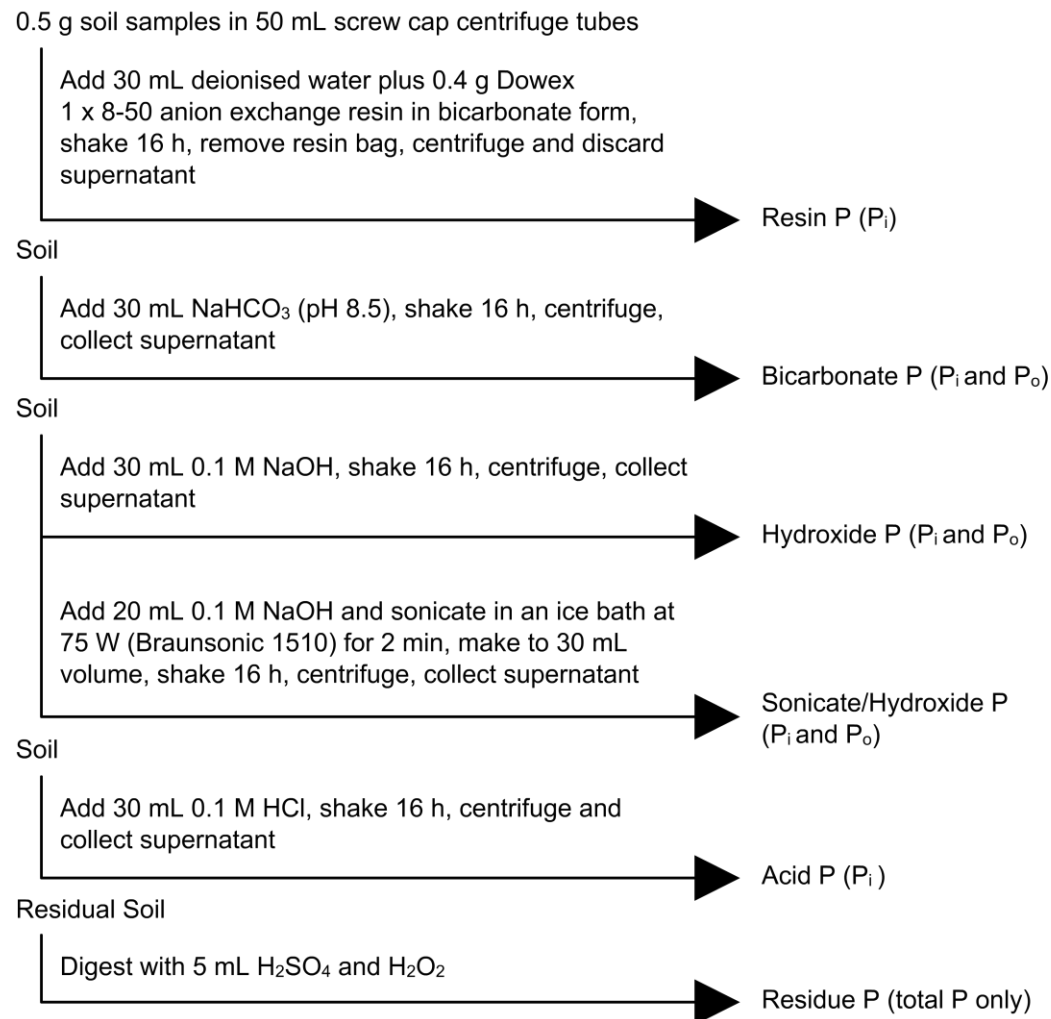 0.5 g soil samples in 50 mL screw cap centrifuge tubes
Add 30 mL deionised water plus 0.4 g Dowex
1 x 8-50 anion exchange resin in bicarbonate form,
shake 16 h, remove resin bag, centrifuge and discard
supernatant
Resin P (Pᵢ)
Soil
Add 30 mL NaHCO₃ (pH 8.5), shake 16 h, centrifuge,
collect supernatant
Bicarbonate P (Pᵢ and Pₒ)
Soil
Add 30 mL 0.1 M NaOH, shake 16 h, centrifuge, collect
supernatant
Hydroxide P (Pᵢ and Pₒ)
Add 20 mL 0.1 M NaOH and sonicate in an ice bath at
75 W (Braunsonic 1510) for 2 min, make to 30 mL
volume, shake 16 h, centrifuge, collect supernatant
Sonicate/Hydroxide P
(Pᵢ and Pₒ)
Soil
Add 30 mL 0.1 M HCl, shake 16 h, centrifuge and
collect supernatant
Acid P (Pᵢ )
Residual Soil
Digest with 5 mL H₂SO₄ and H₂O₂
Residue P (total P only)